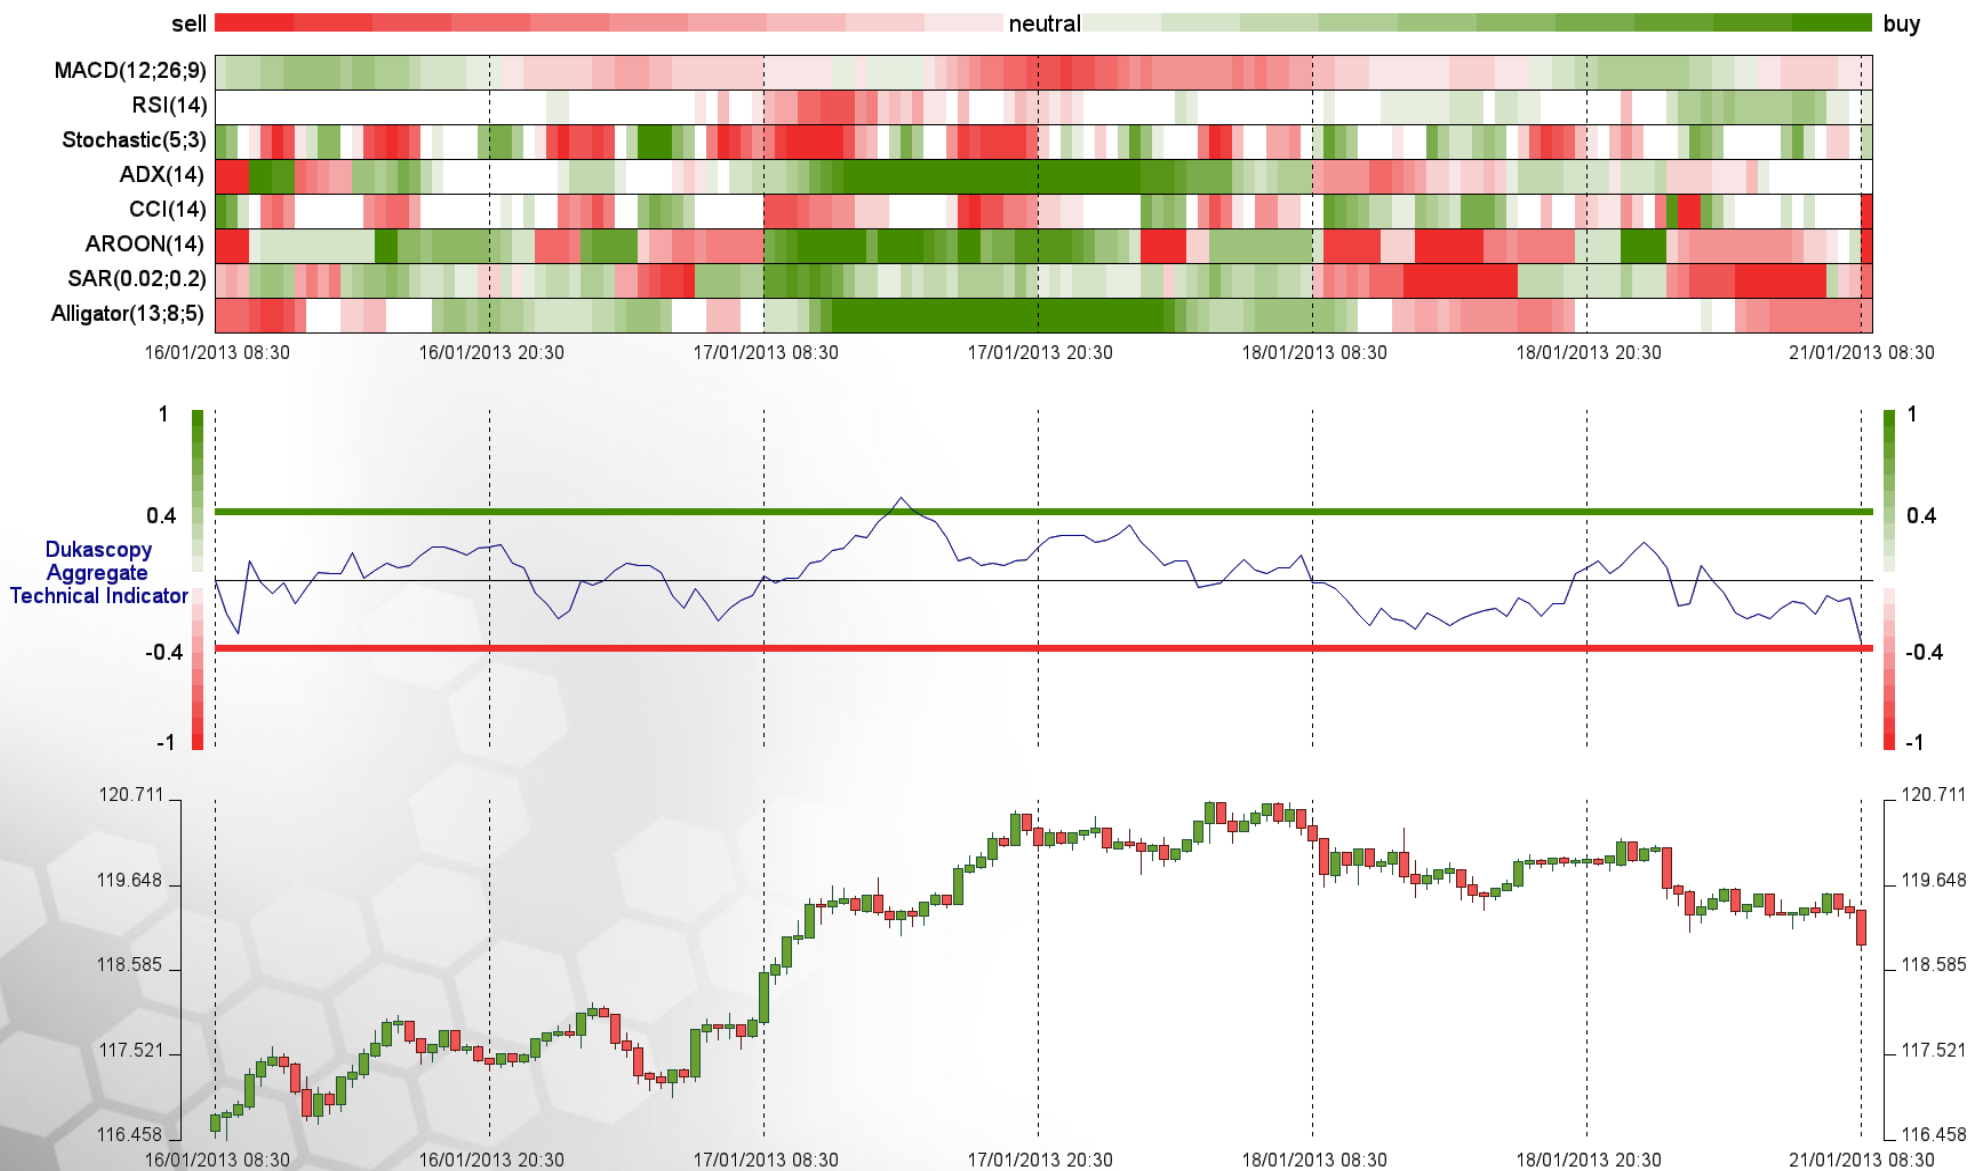 sell neutral buy
MACD(12;26;9)
RSI(14)
Stochastic(5;3)
ADX(14)
CCI(14)
AROON(14)
SAR(0.02;0.2)
Alligator(13;8;5)
16/01/2013 08:30 16/01/2013 20:30 17/01/2013 08:30 17/01/2013 20:30 18/01/2013 08:30 18/01/2013 20:30 21/01/2013 08:30
1 1
0.4 0.4
Dukascopy
Aggregate
Technical Indicator
-0.4 -0.4
-1 -1
120.711 120.711
119.648 119.648
118.585 118.585
117.521 117.521
116.458 116.458
16/01/2013 08:30 16/01/2013 20:30 17/01/2013 08:30 17/01/2013 20:30 18/01/2013 08:30 18/01/2013 20:30 21/01/2013 08:30